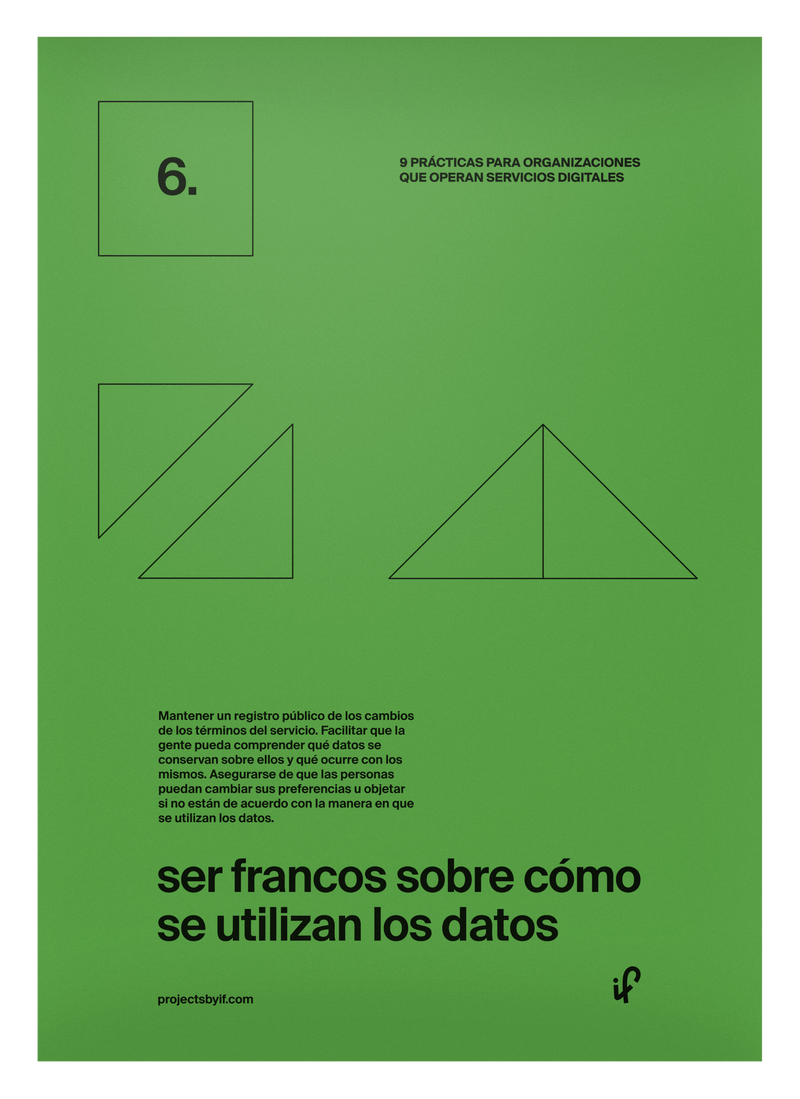 6.
9 PRÁCTICAS PARA ORGANIZACIONES
QUE OPERAN SERVICIOS DIGITALES
Mantener un registro público de los cambios
de los términos del servicio. Facilitar que la
gente pueda comprender qué datos se
conservan sobre ellos y qué ocurre con los
mismos. Asegurarse de que las personas
puedan cambiar sus preferencias u objetar
si no están de acuerdo con la manera en que
se utilizan los datos.
ser francos sobre cómo
se utilizan los datos
projectsbyif.com
if